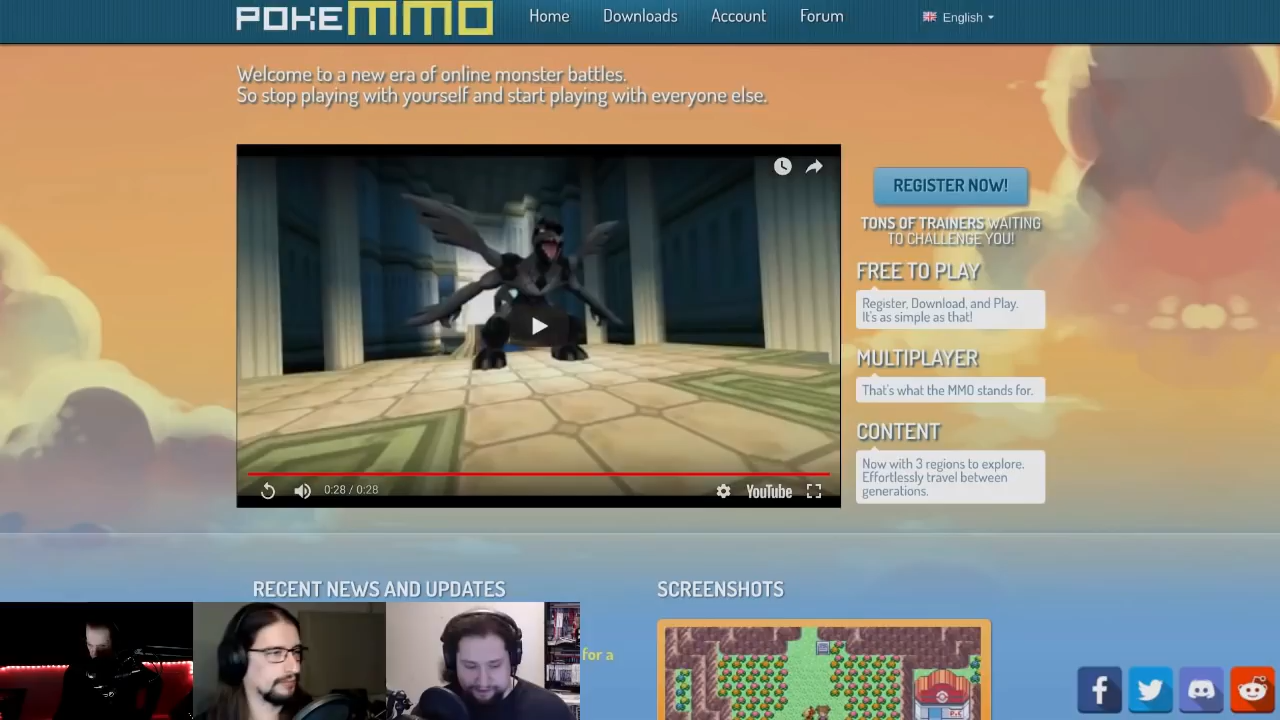 POKEMMO
Home Downloads Account Forum English
Welcome to a new era of online monster battles.
So stop playing with yourself and start playing with everyone else.
REGISTER NOW!
TONS OF TRAINERS WAITING
TO CHALLENGE YOU!
FREE TO PLAY
Register, Download, and Play.
It's as simple as that!
MULTIPLAYER
That's what the MMO stands for.
CONTENT
Now with 3 regions to explore.
Effortlessly travel between
generations.
0:28 / 0:28
YouTube
RECENT NEWS AND UPDATES
SCREENSHOTS
for a